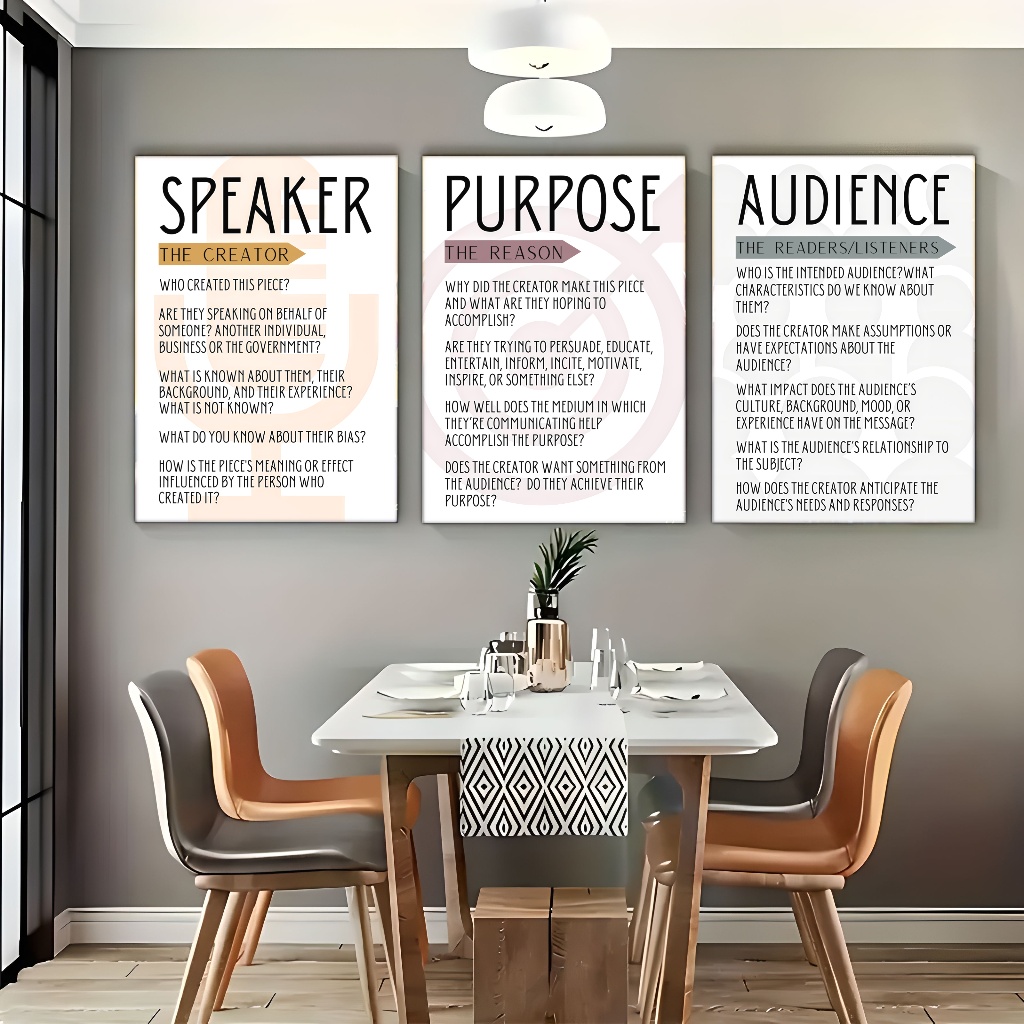 SPEAKER
THE CREATOR
WHO CREATED THIS PIECE?
ARE THEY SPEAKING ON BEHALF OF
SOMEONE? ANOTHER INDIVIDUAL,
BUSINESS OR THE GOVERNMENT?
WHAT IS KNOWN ABOUT THEM, THEIR
BACKGROUND, AND THEIR EXPERIENCE?
WHAT IS NOT KNOWN?
WHAT DO YOU KNOW ABOUT THEIR BIAS?
HOW IS THE PIECE'S MEANING OR EFFECT
INFLUENCED BY THE PERSON WHO
CREATED IT?
PURPOSE
THE REASON
WHY DID THE CREATOR MAKE THIS PIECE
AND WHAT ARE THEY HOPING TO
ACCOMPLISH?
ARE THEY TRYING TO PERSUADE, EDUCATE,
ENTERTAIN, INFORM, INCITE, MOTIVATE,
INSPIRE, OR SOMETHING ELSE?
HOW WELL DOES THE MEDIUM IN WHICH
THEY'RE COMMUNICATING HELP
ACCOMPLISH THE PURPOSE?
DOES THE CREATOR WANT SOMETHING FROM
THE AUDIENCE? DO THEY ACHIEVE THEIR
PURPOSE?
AUDIENCE
THE READERS/LISTENERS
WHO IS THE INTENDED AUDIENCE?WHAT
CHARACTERISTICS DO WE KNOW ABOUT
THEM?
DOES THE CREATOR MAKE ASSUMPTIONS OR
HAVE EXPECTATIONS ABOUT THE
AUDIENCE?
WHAT IMPACT DOES THE AUDIENCE'S
CULTURE, BACKGROUND, MOOD, OR
EXPERIENCE HAVE ON THE MESSAGE?
WHAT IS THE AUDIENCE'S RELATIONSHIP TO
THE SUBJECT?
HOW DOES THE CREATOR ANTICIPATE THE
AUDIENCE'S NEEDS AND RESPONSES?